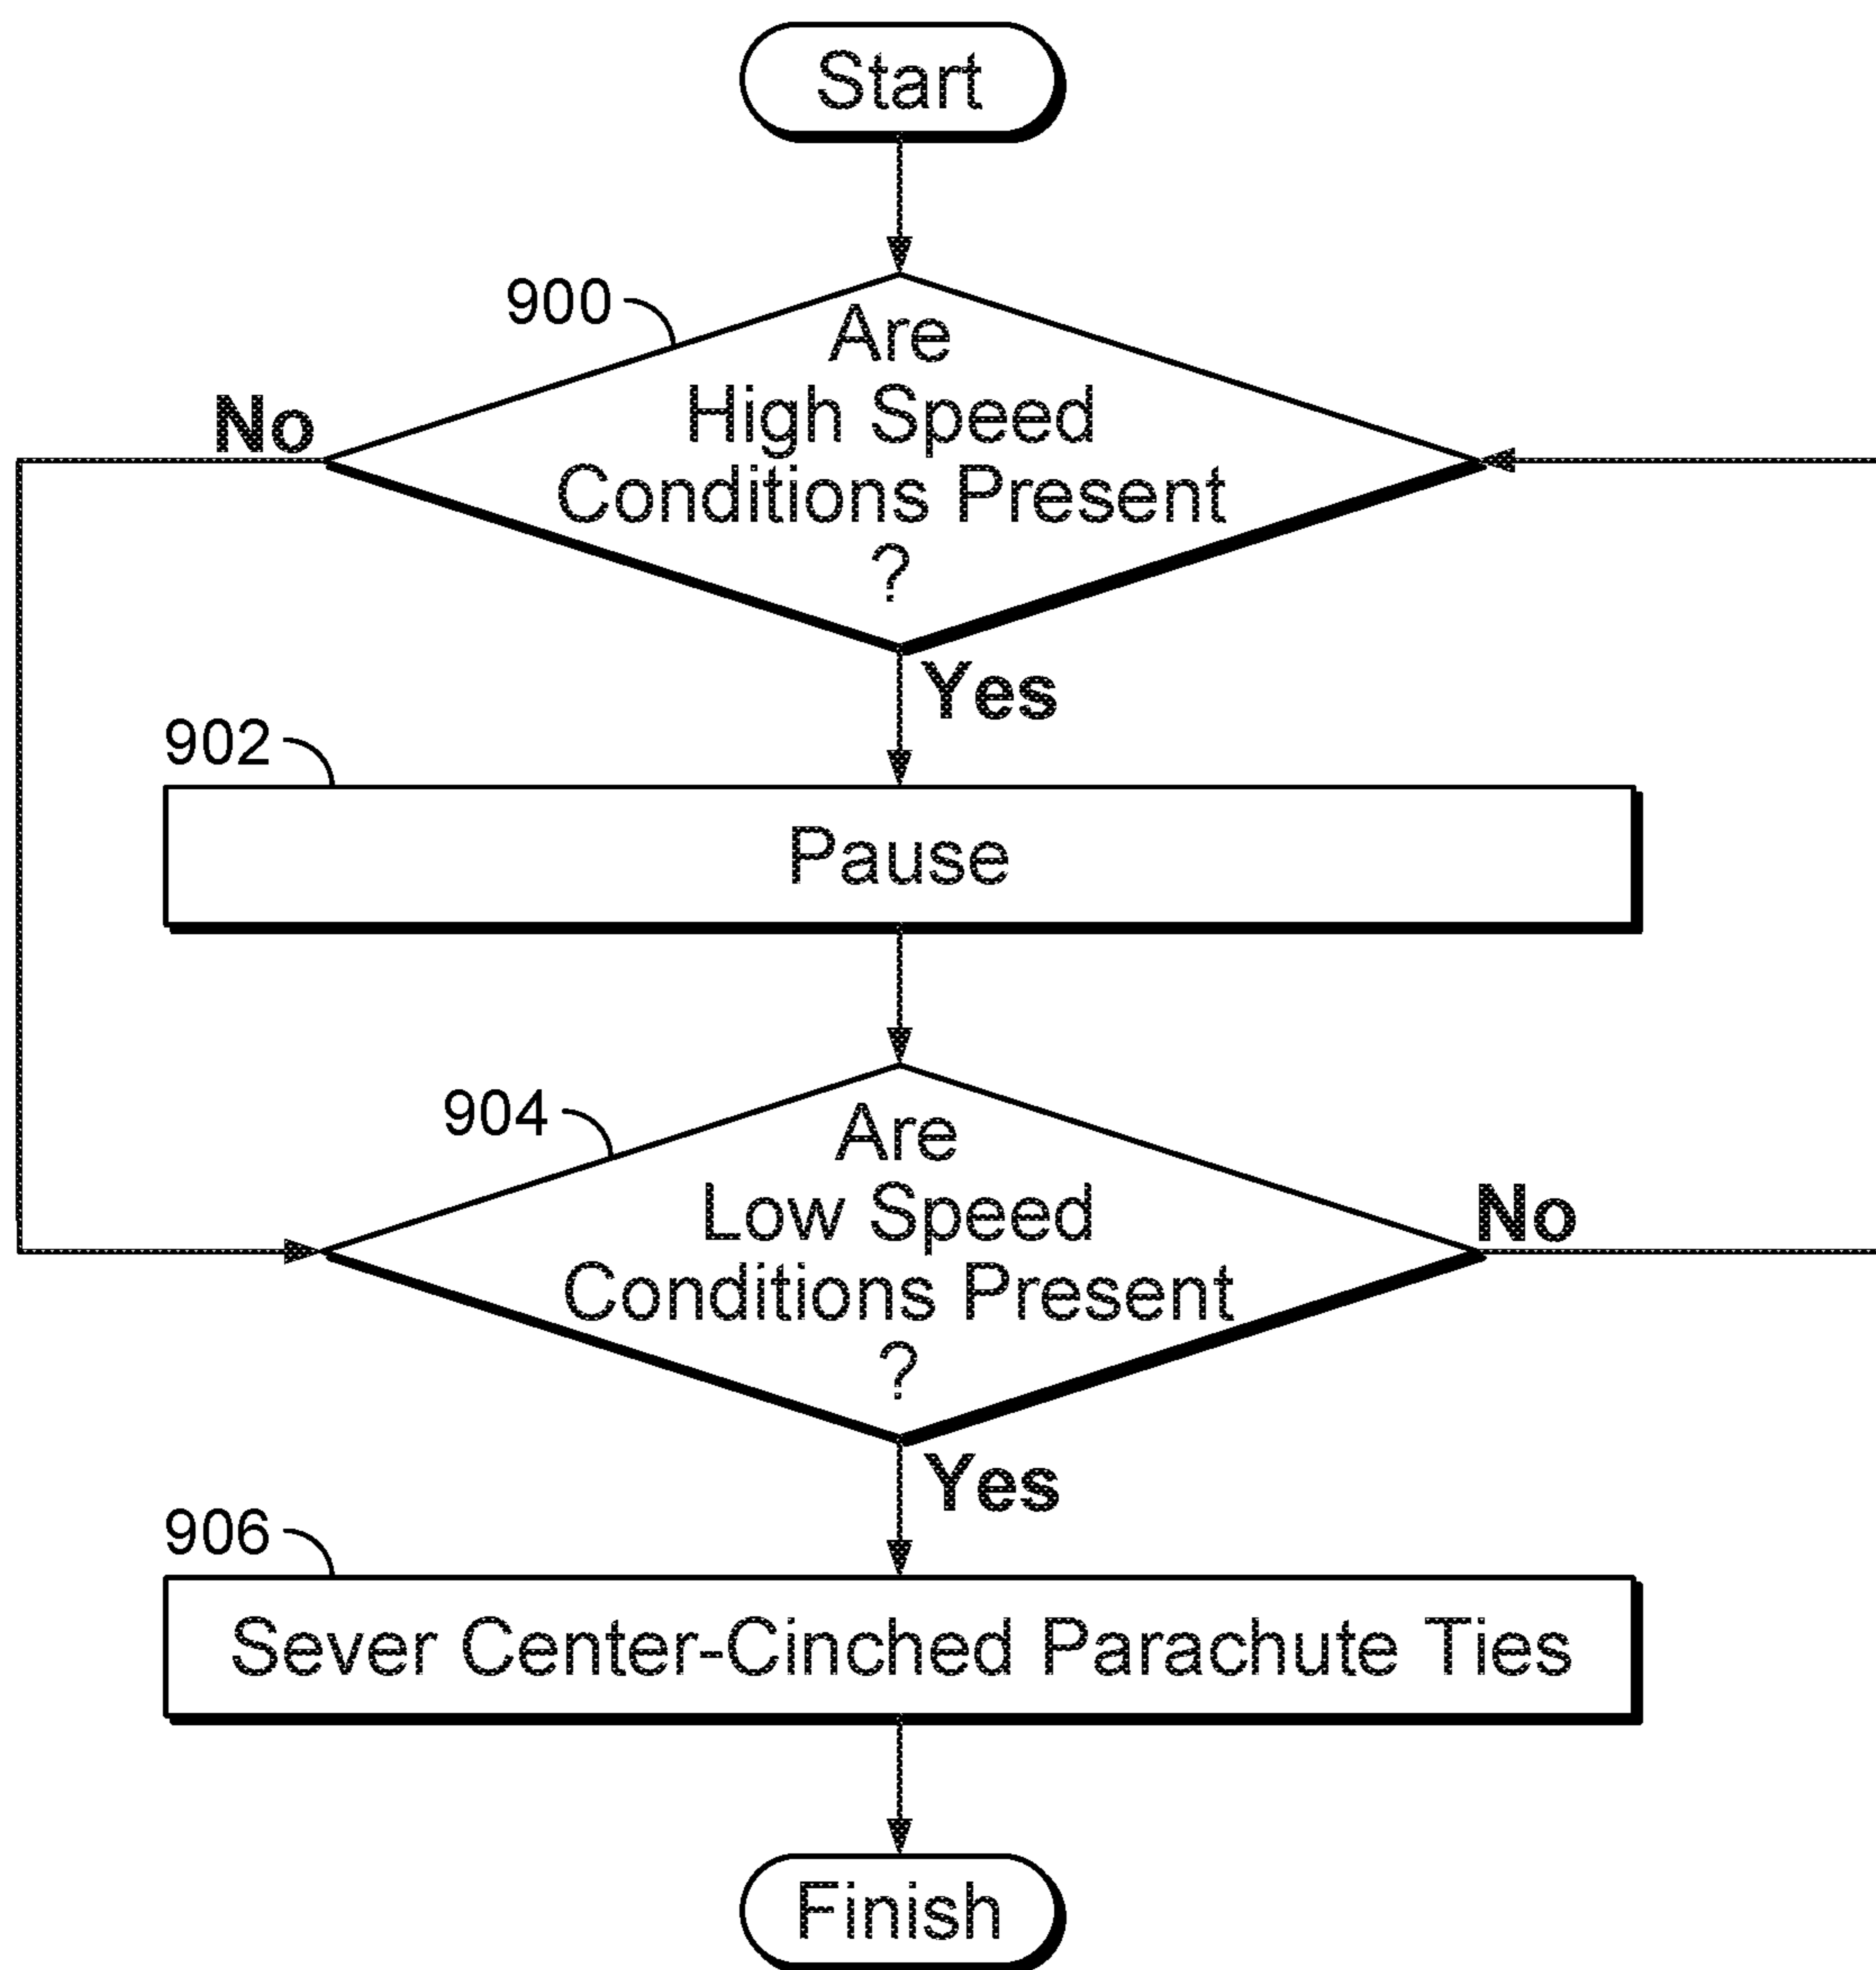 Start
900
Are
High Speed
Conditions Present
?
No
Yes
902
Pause
904
Are
Low Speed
Conditions Present
?
No
Yes
906
Sever Center-Cinched Parachute Ties
Finish